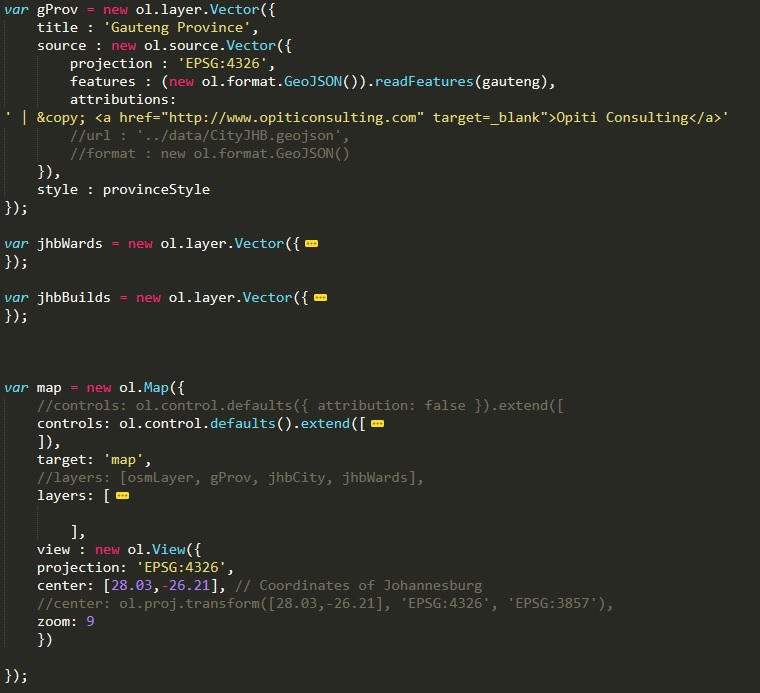 var gProv = new ol.layer.Vector({
    title : 'Gauteng Province',
    source : new ol.source.Vector({
        projection : 'EPSG:4326',
        features : (new ol.format.GeoJSON()).readFeatures(gauteng),
        attributions:
' | &copy; <a href="http://www.opiticonsulting.com" target=_blank">Opiti Consulting</a>'
        //url : '../data/CityJHB.geojson',
        //format : new ol.format.GeoJSON()
    }),
    style : provinceStyle
});
var jhbWards = new ol.layer.Vector({
});
var jhbBuilds = new ol.layer.Vector({
});
var map = new ol.Map({
    //controls: ol.control.defaults({ attribution: false }).extend([
    controls: ol.control.defaults().extend([
    ]),
    target: 'map',
    //layers: [osmLayer, gProv, jhbCity, jhbWards],
    layers: [
        ],
    view : new ol.View({
    projection: 'EPSG:4326',
    center: [28.03,-26.21], // Coordinates of Johannesburg
    //center: ol.proj.transform([28.03,-26.21], 'EPSG:4326', 'EPSG:3857'),
    zoom: 9
    })
});